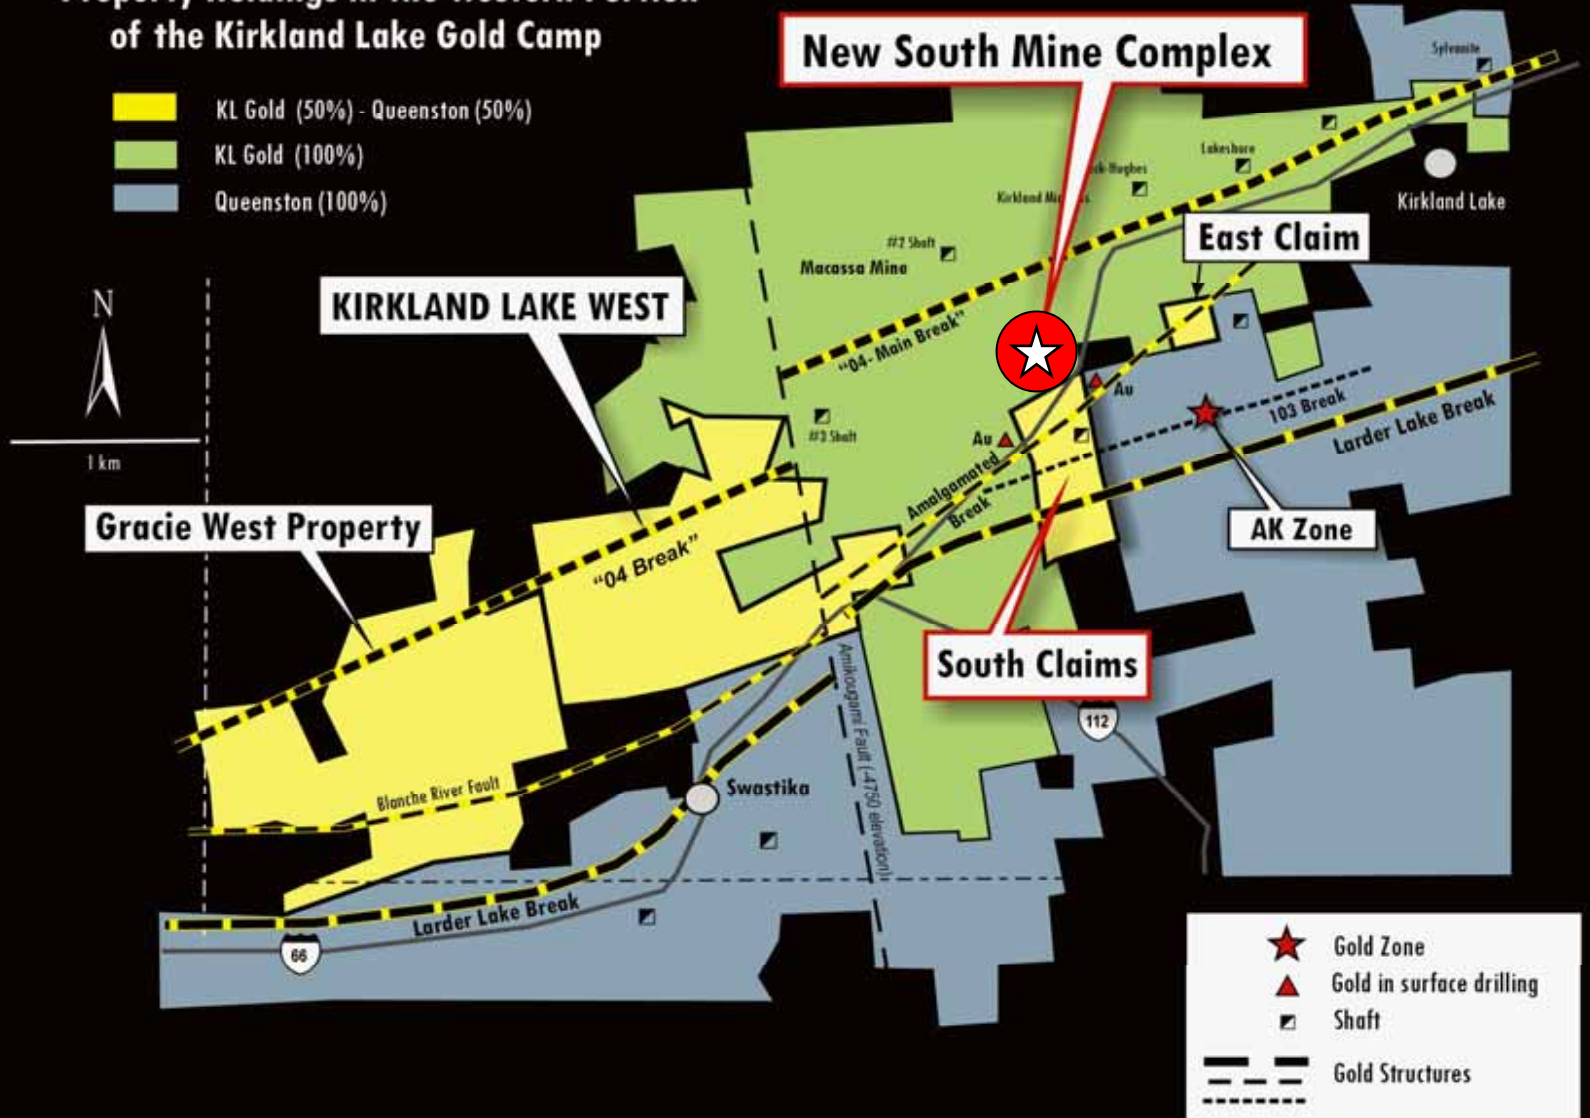 of the Kirkland Lake Gold Camp
KL Gold (50%) - Queenston (50%)
KL Gold (100%)
Queenston (100%)
New South Mine Complex
Sylvanite
Lakeshore
Kirkland Lake
East Claim
#2 Shaft
Macassa Mine
KIRKLAND LAKE WEST
N
1 km
"04- Main Break"
Au
#3 Shaft
Au
103 Break
Larder Lake Break
Amalgamated
Break
AK Zone
Gracie West Property
"04 Break"
South Claims
112
Amikougami Fault (-4750 elevation)
Blanche River Fault
Swastika
Larder Lake Break
66
Gold Zone
Gold in surface drilling
Shaft
Gold Structures